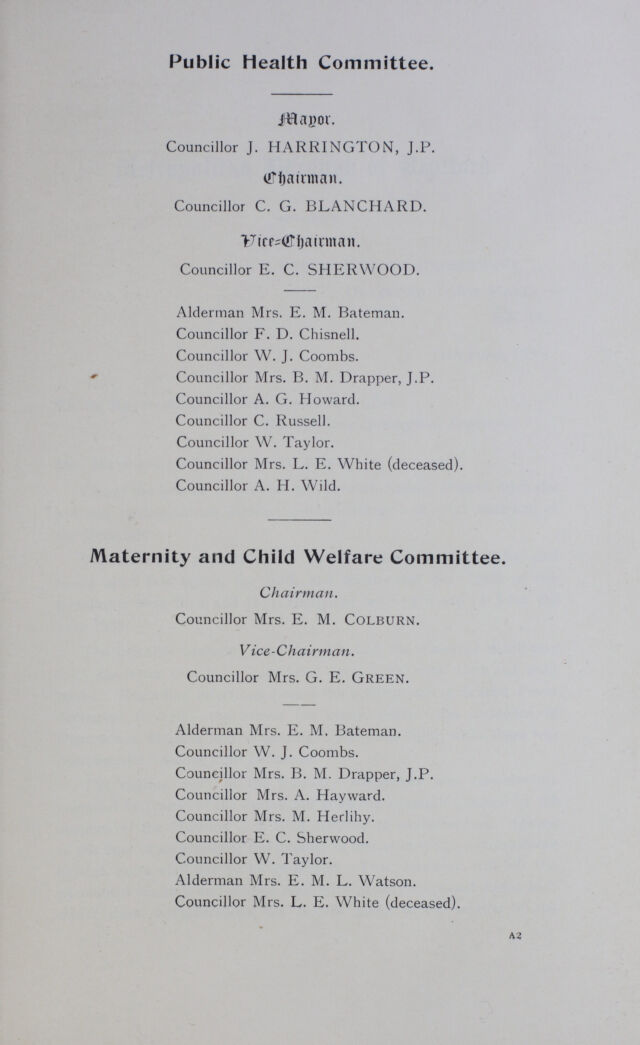 Public Health Committee.
Mayor.
Councillor J. HARRINGTON, J.P.
Chairman.
Councillor C. G. BLANCHARD.
Vice-Chairman.
Councillor E. C. SHERWOOD.
Alderman Mrs. E. M. Bateman.
Councillor F. D. Chisnell.
Councillor W. J. Coombs.
Councillor Mrs. B. M. Drapper, J.P.
Councillor A. G. Howard.
Councillor C. Russell.
Councillor W. Taylor.
Councillor Mrs. L. E. White (deceased).
Councillor A. H. Wild.
Maternity and Child Welfare Committee.
Chairman.
Councillor Mrs. E. M. COLBURN.
Vice-Chairman.
Councillor Mrs. G. E. GREEN.
Alderman Mrs. E. M. Bateman.
Councillor W. J. Coombs.
Councillor Mrs. B. M. Drapper, J.P.
Councillor Mrs. A. Hayward.
Councillor Mrs. M. Herlihy.
Councillor E. C. Sherwood.
Councillor W. Taylor.
Alderman Mrs. E. M. L. Watson.
Councillor Mrs. L. E. White (deceased).
A2